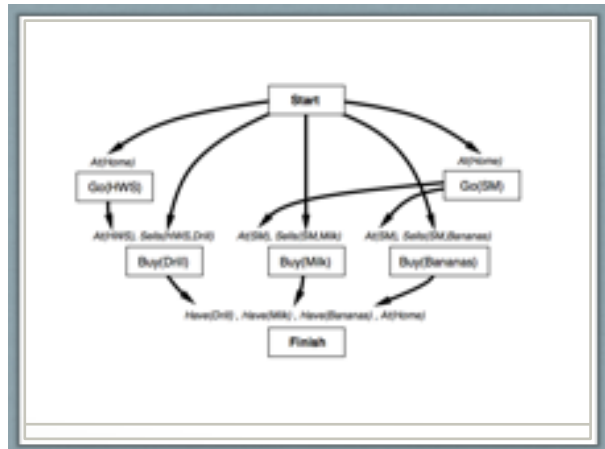 Start
At(Home)
At(Home)
Go(HWS)
Go(SM)
At(HWS), Sells(HWS,Drill)
At(SM), Sells(SM,Milk)
At(SM), Sells(SM,Bananas)
Buy(Drill)
Buy(Milk)
Buy(Bananas)
Have(Drill) , Have(Milk) , Have(Bananas) , At(Home)
Finish